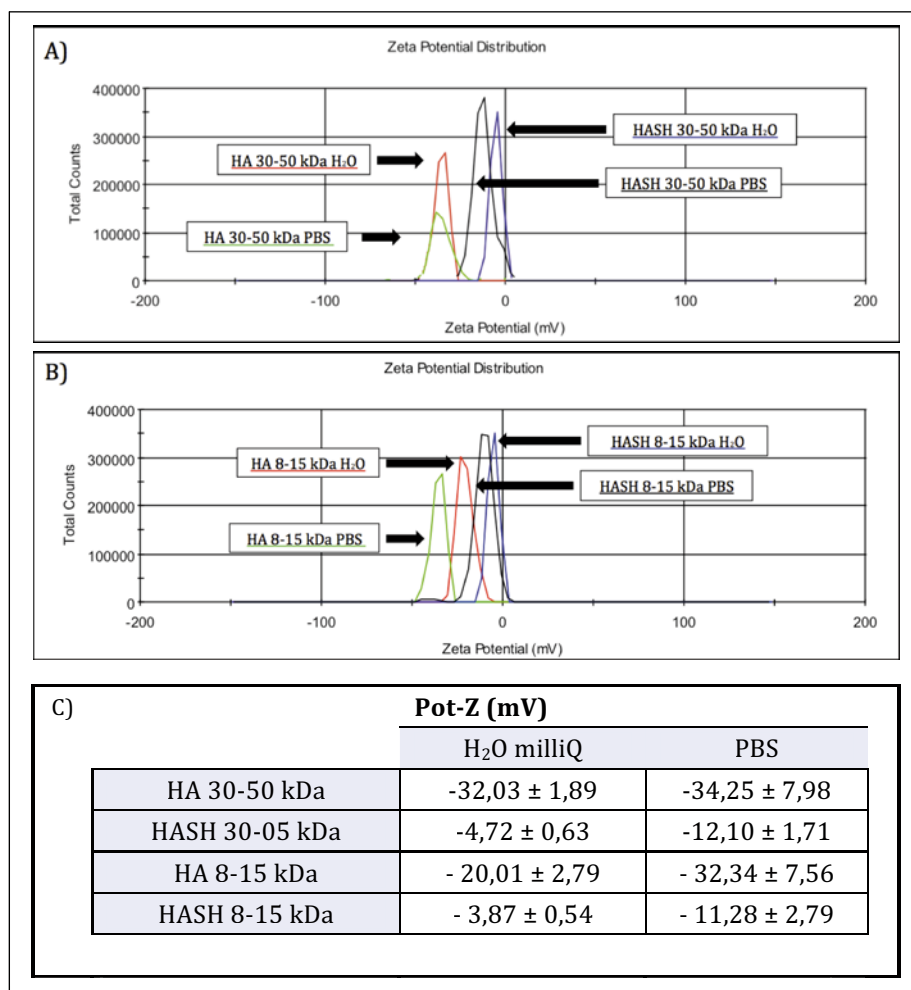 A)
Zeta Potential Distribution
Total Counts
400000
300000
200000
100000
0
HA 30-50 kDa H₂O
HASH 30-50 kDa H₂O
HASH 30-50 kDa PBS
HA 30-50 kDa PBS
-200 -100 0 100 200
Zeta Potential (mV)
B)
Zeta Potential Distribution
Total Counts
400000
300000
200000
100000
0
HASH 8-15 kDa H₂O
HA 8-15 kDa H₂O
HASH 8-15 kDa PBS
HA 8-15 kDa PBS
-200 -100 0 100 200
Zeta Potential (mV)
C) Pot-Z (mV)
H₂O milliQ PBS
HA 30-50 kDa -32,03 ± 1,89 -34,25 ± 7,98
HASH 30-05 kDa -4,72 ± 0,63 -12,10 ± 1,71
HA 8-15 kDa - 20,01 ± 2,79 - 32,34 ± 7,56
HASH 8-15 kDa - 3,87 ± 0,54 - 11,28 ± 2,79